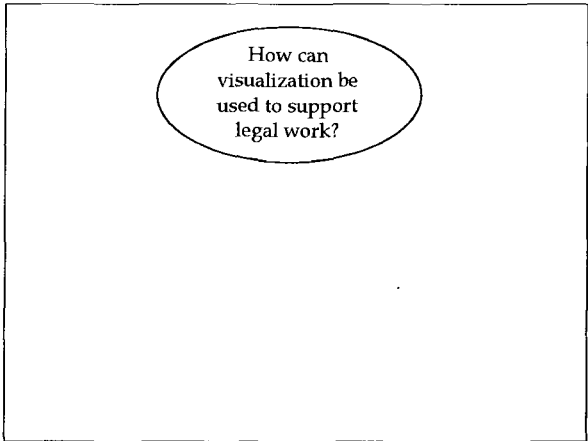 How can
visualization be
used to support
legal work?